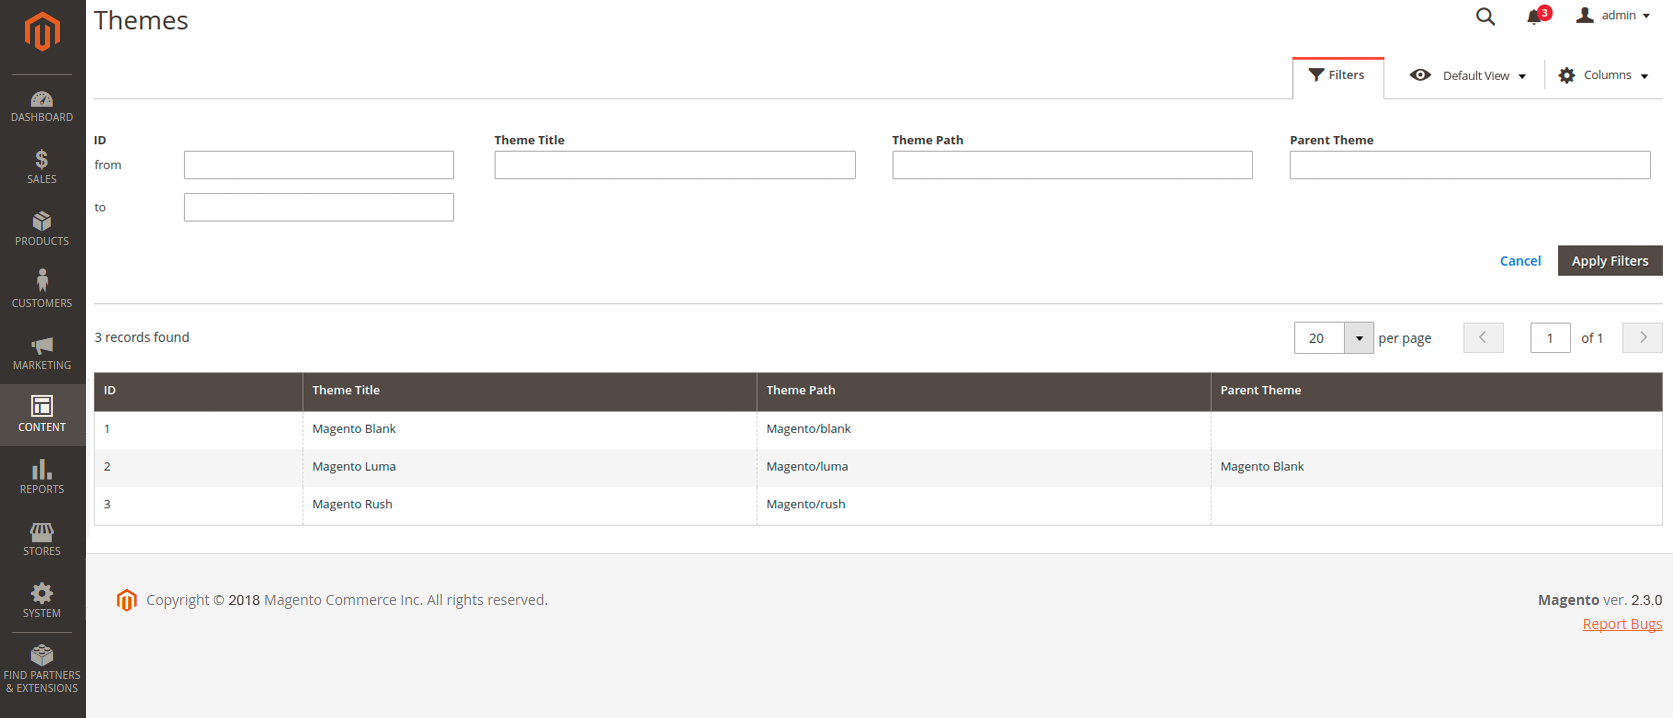 Themes
3
admin
Filters
Default View
Columns
DASHBOARD
SALES
PRODUCTS
CUSTOMERS
MARKETING
CONTENT
REPORTS
STORES
SYSTEM
FIND PARTNERS
& EXTENSIONS
ID
from
to
Theme Title
Theme Path
Parent Theme
Cancel
Apply Filters
3 records found
20 per page
1 of 1
ID Theme Title Theme Path Parent Theme
1 Magento Blank Magento/blank
2 Magento Luma Magento/luma Magento Blank
3 Magento Rush Magento/rush
Copyright © 2018 Magento Commerce Inc. All rights reserved.
Magento ver. 2.3.0
Report Bugs